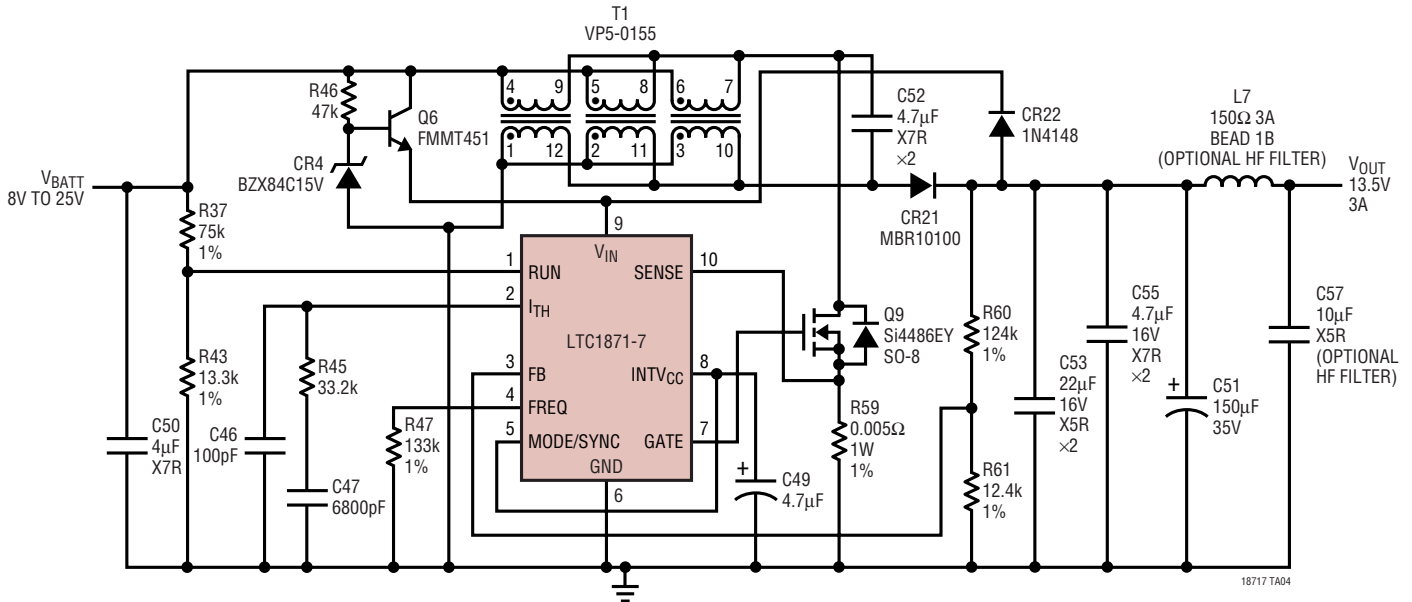 T1
VP5-0155
4
9
5
8
6
7
1
12
2
11
3
10
R46
47k
Q6
FMMT451
CR4
BZX84C15V
C52
4.7µF
X7R
×2
CR22
1N4148
L7
150Ω 3A
BEAD 1B
(OPTIONAL HF FILTER)
VBATT
8V TO 25V
VOUT
13.5V
3A
R37
75k
1%
CR21
MBR10100
9
VIN
1
RUN
SENSE
10
2
ITH
LTC1871-7
3
FB
INTVCC
8
4
FREQ
5
MODE/SYNC
GATE
7
GND
6
Q9
Si4486EY
SO-8
R60
124k
1%
C55
4.7µF
16V
X7R
×2
C57
10µF
X5R
(OPTIONAL
HF FILTER)
R43
13.3k
1%
R45
33.2k
C53
22µF
16V
X5R
×2
+
C51
150µF
35V
C50
4µF
X7R
C46
100pF
R47
133k
1%
R59
0.005Ω
1W
1%
C47
6800pF
+
C49
4.7µF
R61
12.4k
1%
18717 TA04